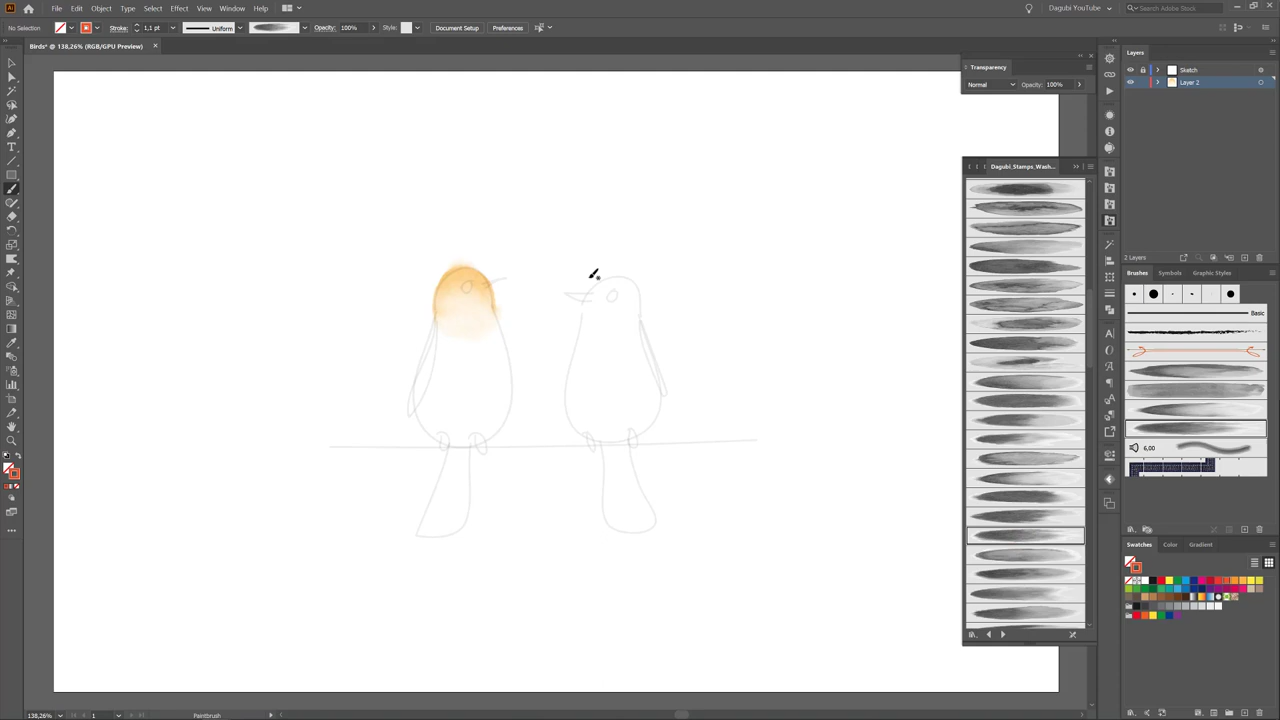 File Edit Object Type Select Effect View Window Help
Dagubi YouTube
Search Adobe Stock
No Selection
Stroke: 1,1 pt
Uniform
Opacity: 100%
Style:
Document Setup
Preferences
Birds* @ 138,26% (RGB/GPU Preview)
Transparency
Normal
Opacity: 100%
Layers
Sketch
Layer 2
Dagubi_Stamps_Wash...
2 Layers
Brushes Symbols Graphic Styles
Basic
6,00
Swatches Color Gradient
138,26%
1
Paintbrush